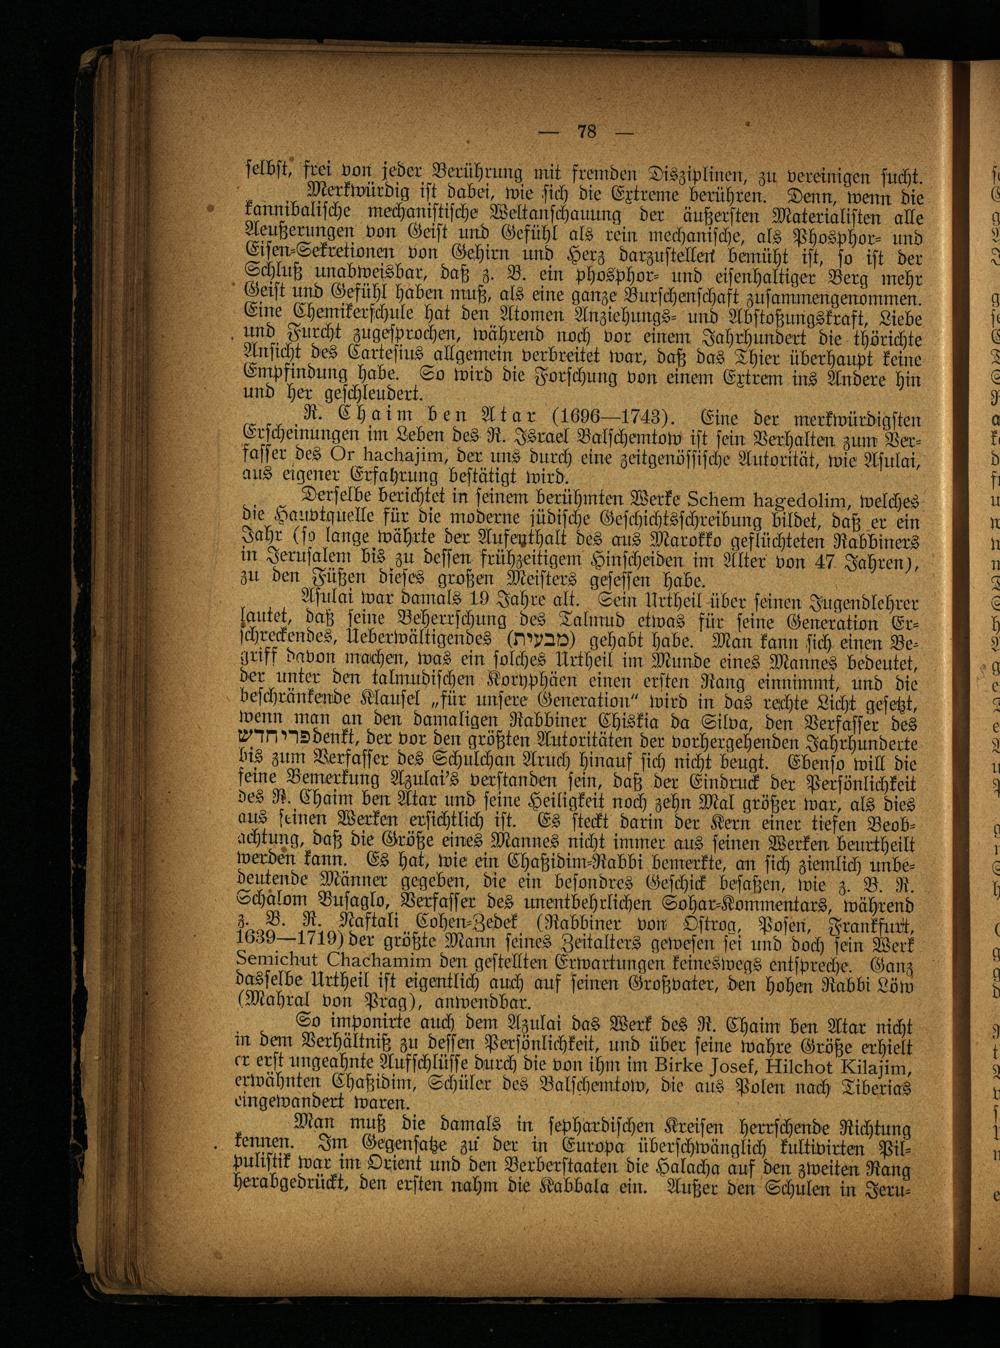 — 78 —
selbst, frei von jeder Berührung mit fremden Disziplinen, zu vereinigen sucht.
Merkwürdig ist dabei, wie sich die Extreme berühren. Denn, wenn die
kannibalische mechanistische Weltanschauung der äußersten Materialisten alle
Aeußerungen von Geist und Gefühl als rein mechanische, als Phosphor- und
Eisen-Sekretionen von Gehirn und Herz darzustellen bemüht ist, so ist der
Schluß unabweisbar, daß z. B. ein phosphor- und eisenhaltiger Berg mehr
Geist und Gefühl haben muß, als eine ganze Burschenschaft zusammengenommen.
Eine Chemikerschule hat den Atomen Anziehungs- und Abstoßungskraft, Liebe
und Furcht zugesprochen, während noch vor einem Jahrhundert die thörichte
Ansicht des Cartesius allgemein verbreitet war, daß das Thier überhaupt keine
Empfindung habe. So wird die Forschung von einem Extrem ins Andere hin
und her geschleudert.
R. Chaim ben Atar (1696—1743). Eine der merkwürdigsten
Erscheinungen im Leben des R. Israel Balschemtow ist sein Verhalten zum Ver-
fasser des Or hachajim, der uns durch eine zeitgenössische Autorität, wie Asulai,
aus eigener Erfahrung bestätigt wird.
Derselbe berichtet in seinem berühmten Werke Schem hagedolim, welches
die Hauptquelle für die moderne jüdische Geschichtsschreibung bildet, daß er ein
Jahr (so lange währte der Aufenthalt des aus Marokko geflüchteten Rabbiners
in Jerusalem bis zu dessen frühzeitigem Hinscheiden im Alter von 47 Jahren),
zu den Füßen dieses großen Meisters gesessen habe.
Asulai war damals 19 Jahre alt. Sein Urtheil über seinen Jugendlehrer
lautet, daß seine Beherrschung des Talmud etwas für seine Generation Er-
schreckendes, Ueberwältigendes (מבעית) gehabt habe. Man kann sich einen Be-
griff davon machen, was ein solches Urtheil im Munde eines Mannes bedeutet,
der unter den talmudischen Koryphäen einen ersten Rang einnimmt, und die
beschränkende Klausel „für unsere Generation“ wird in das rechte Licht gesetzt,
wenn man an den damaligen Rabbiner Chiskia da Silva, den Verfasser des
פרי חדש denkt, der vor den größten Autoritäten der vorhergehenden Jahrhunderte
bis zum Verfasser des Schulchan Aruch hinauf sich nicht beugt. Ebenso will die
feine Bemerkung Azulai's verstanden sein, daß der Eindruck der Persönlichkeit
des R. Chaim ben Atar und seine Heiligkeit noch zehn Mal größer war, als dies
aus seinen Werken ersichtlich ist. Es steckt darin der Kern einer tiefen Beob-
achtung, daß die Größe eines Mannes nicht immer aus seinen Werken beurtheilt
werden kann. Es hat, wie ein Chaßidim-Rabbi bemerkte, an sich ziemlich unbe-
deutende Männer gegeben, die ein besondres Geschick besaßen, wie z. B. R.
Schalom Busaglo, Verfasser des unentbehrlichen Sohar-Kommentars, während
z. B. R. Naftali Cohen-Zedek (Rabbiner von Ostrog, Posen, Frankfurt,
1639—1719) der größte Mann seines Zeitalters gewesen sei und doch sein Werk
Semichut Chachamim den gestellten Erwartungen keineswegs entspreche. Ganz
dasselbe Urtheil ist eigentlich auch auf seinen Großvater, den hohen Rabbi Löw
(Mahral von Prag), anwendbar.
So imponirte auch dem Azulai das Werk des R. Chaim ben Atar nicht
in dem Verhältniß zu dessen Persönlichkeit, und über seine wahre Größe erhielt
er erst ungeahnte Aufschlüsse durch die von ihm im Birke Josef, Hilchot Kilajim,
erwähnten Chaßidim, Schüler des Balschemtow, die aus Polen nach Tiberias
eingewandert waren.
Man muß die damals in sephardischen Kreisen herrschende Richtung
kennen. Im Gegensatze zu der in Europa überschwänglich kultivirten Pil-
pulistik war im Orient und den Berberstaaten die Halacha auf den zweiten Rang
herabgedrückt, den ersten nahm die Kabbala ein. Außer den Schulen in Jeru-